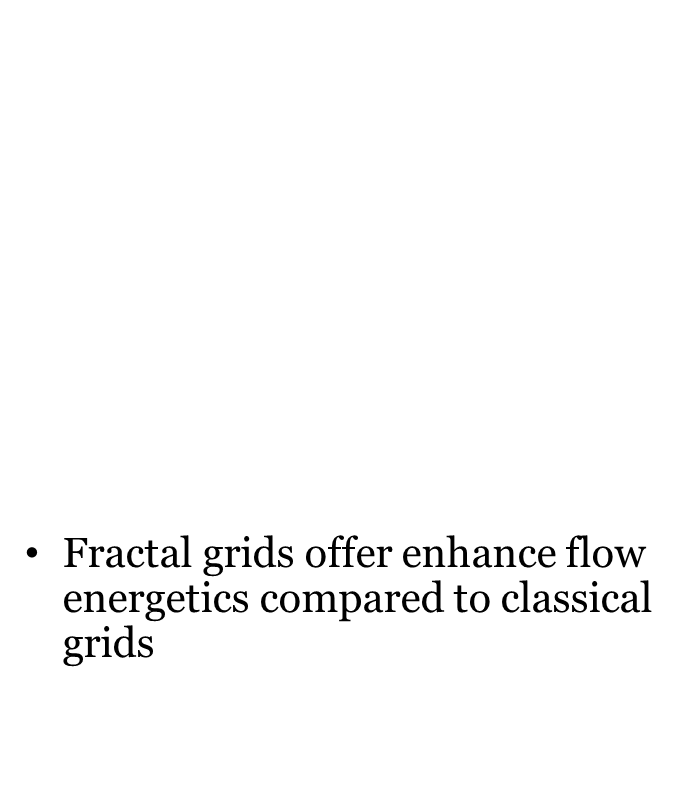 • Fractal grids offer enhance flow
energetics compared to classical
grids